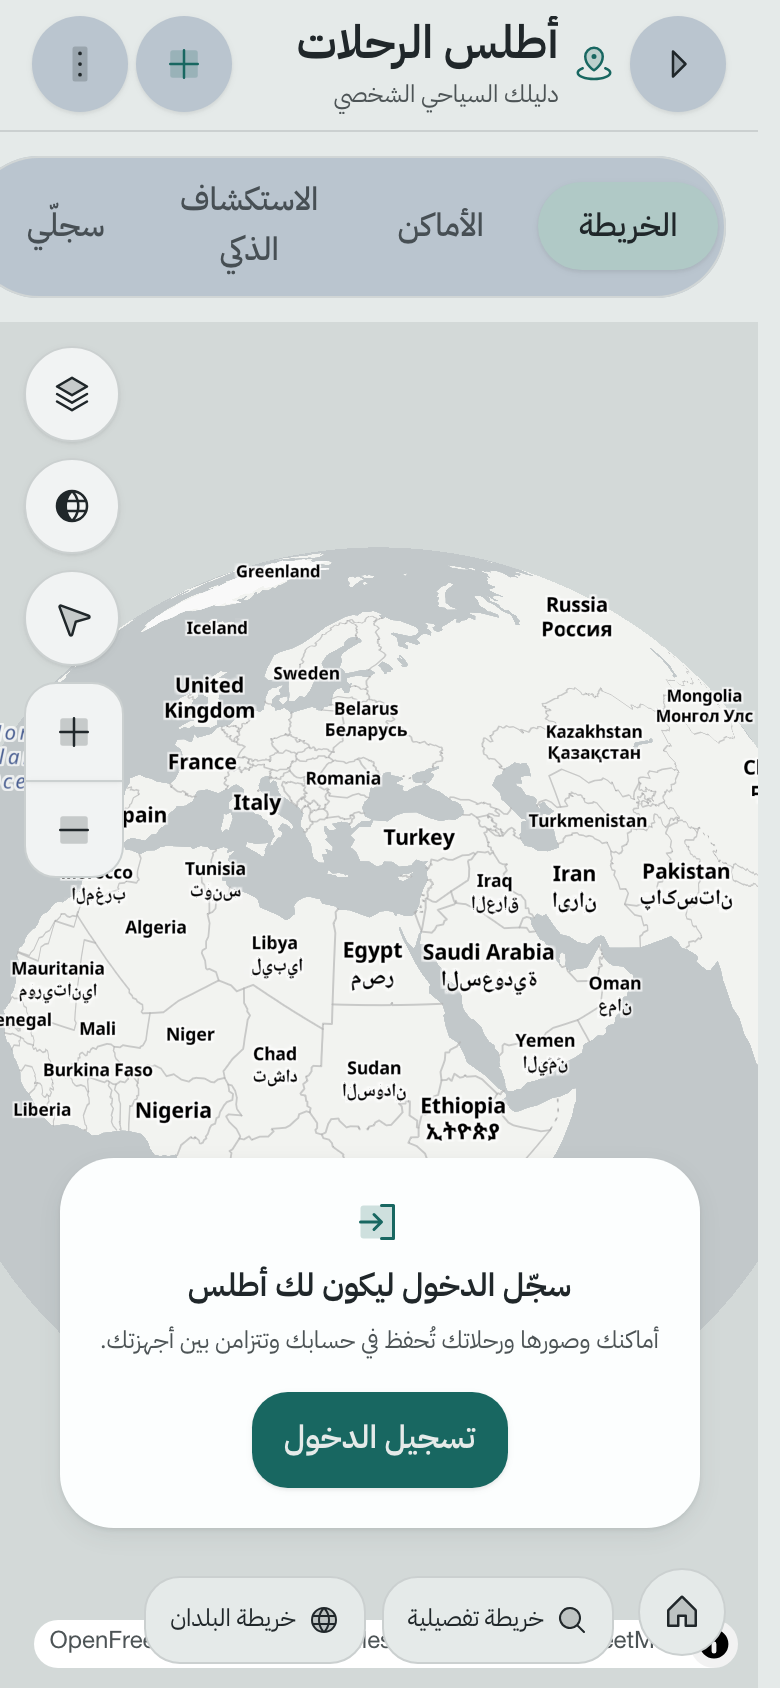 أطلس الرحلات
دليلك السياحي الشخصي
الخريطة
الأماكن
الاستكشاف
الذكي
سجلّي
Greenland
Iceland
Russia
Россия
Sweden
United
Kingdom
Belarus
Беларусь
Mongolia
Монгол Улс
Kazakhstan
Қазақстан
France
Romania
Italy
pain
Turkey
Turkmenistan
Tunisia
تونس
Iraq
العراق
Iran
ایران
Pakistan
پاکستان
cco
المغرب
Algeria
Libya
ليبيا
Egypt
مصر
Saudi Arabia
السعودية
Oman
عمان
Mauritania
موريتانيا
enegal
Mali
Niger
Chad
تشاد
Yemen
اليَمَن
Burkina Faso
Sudan
السودان
Liberia
Nigeria
Ethiopia
ኢትዮጵያ
سجّل الدخول ليكون لك أطلس
أماكنك وصورها ورحلاتك تُحفظ في حسابك وتتزامن بين أجهزتك.
تسجيل الدخول
خريطة تفصيلية
خريطة البلدان
OpenFree